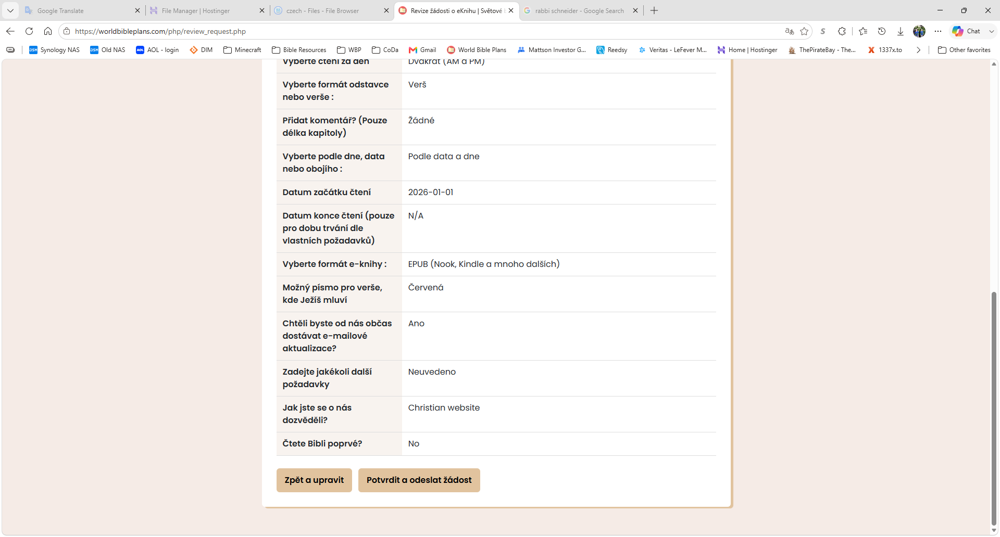 Google Translate
File Manager | Hostinger
czech - Files - File Browser
Revize žádosti o eKnihu | Světové
rabbi schneider - Google Search
https://worldbibleplans.com/php/review_request.php
Chat
Synology NAS
Old NAS
AOL - login
DIM
Minecraft
Bible Resources
WBP
CoDa
Gmail
World Bible Plans
Mattson Investor G...
Reedsy
Veritas - LeFever M...
Home | Hostinger
ThePirateBay - The...
1337x.to
Other favorites
Vyberte čtení za den
Dvakrát (AM a PM)
Vyberte formát odstavce
nebo verše :
Verš
Přidat komentář? (Pouze
délka kapitoly)
Žádné
Vyberte podle dne, data
nebo obojího :
Podle data a dne
Datum začátku čtení
2026-01-01
Datum konce čtení (pouze
pro dobu trvání dle
vlastních požadavků)
N/A
Vyberte formát e-knihy :
EPUB (Nook, Kindle a mnoho dalších)
Možný písmo pro verše,
kde Ježíš mluví
Červená
Chtěli byste od nás občas
dostávat e-mailové
aktualizace?
Ano
Zadejte jakékoli další
požadavky
Neuvedeno
Jak jste se o nás
dozvěděli?
Christian website
Čtete Bibli poprvé?
No
Zpět a upravit
Potvrdit a odeslat žádost